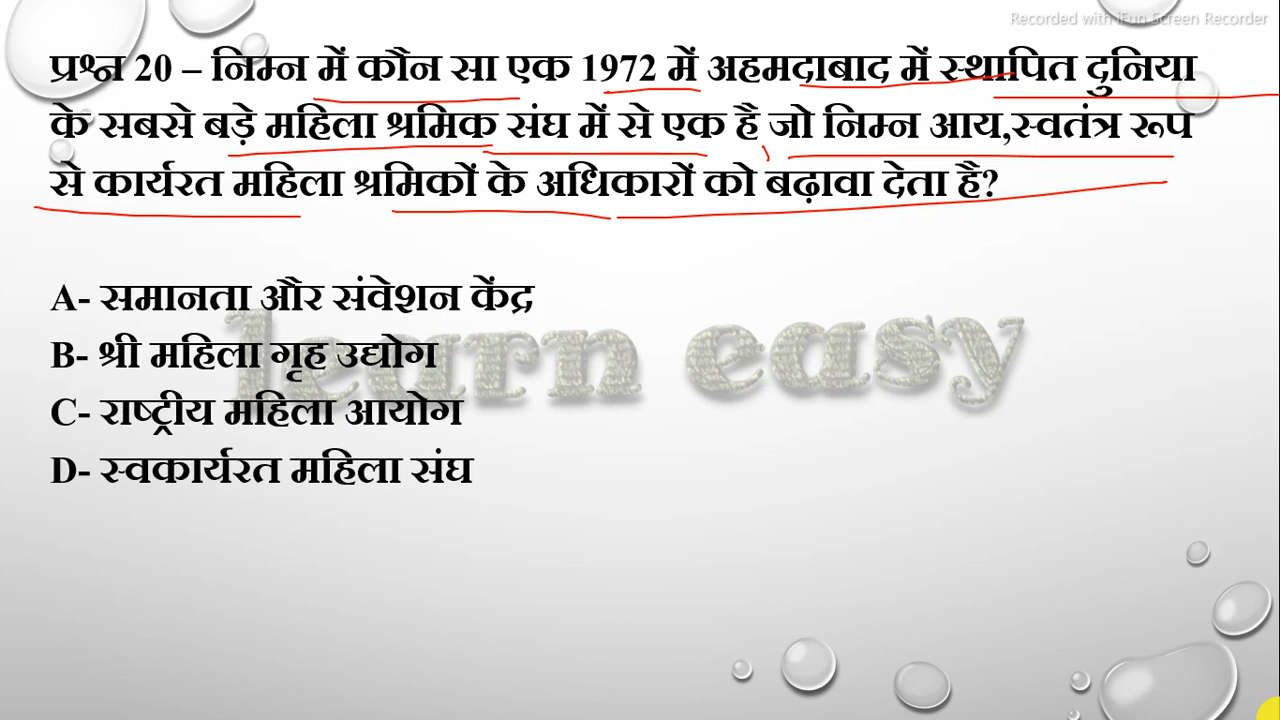 Recorded with iFun Screen Recorder
प्रश्न 20 – निम्न में कौन सा एक 1972 में अहमदाबाद में स्थापित दुनिया
के सबसे बड़े महिला श्रमिक संघ में से एक है जो निम्न आय,स्वतंत्र रूप
से कार्यरत महिला श्रमिकों के अधिकारों को बढ़ावा देता है?
A- समानता और संवेशन केंद्र
B- श्री महिला गृह उद्योग
C- राष्ट्रीय महिला आयोग
D- स्वकार्यरत महिला संघ
learn easy